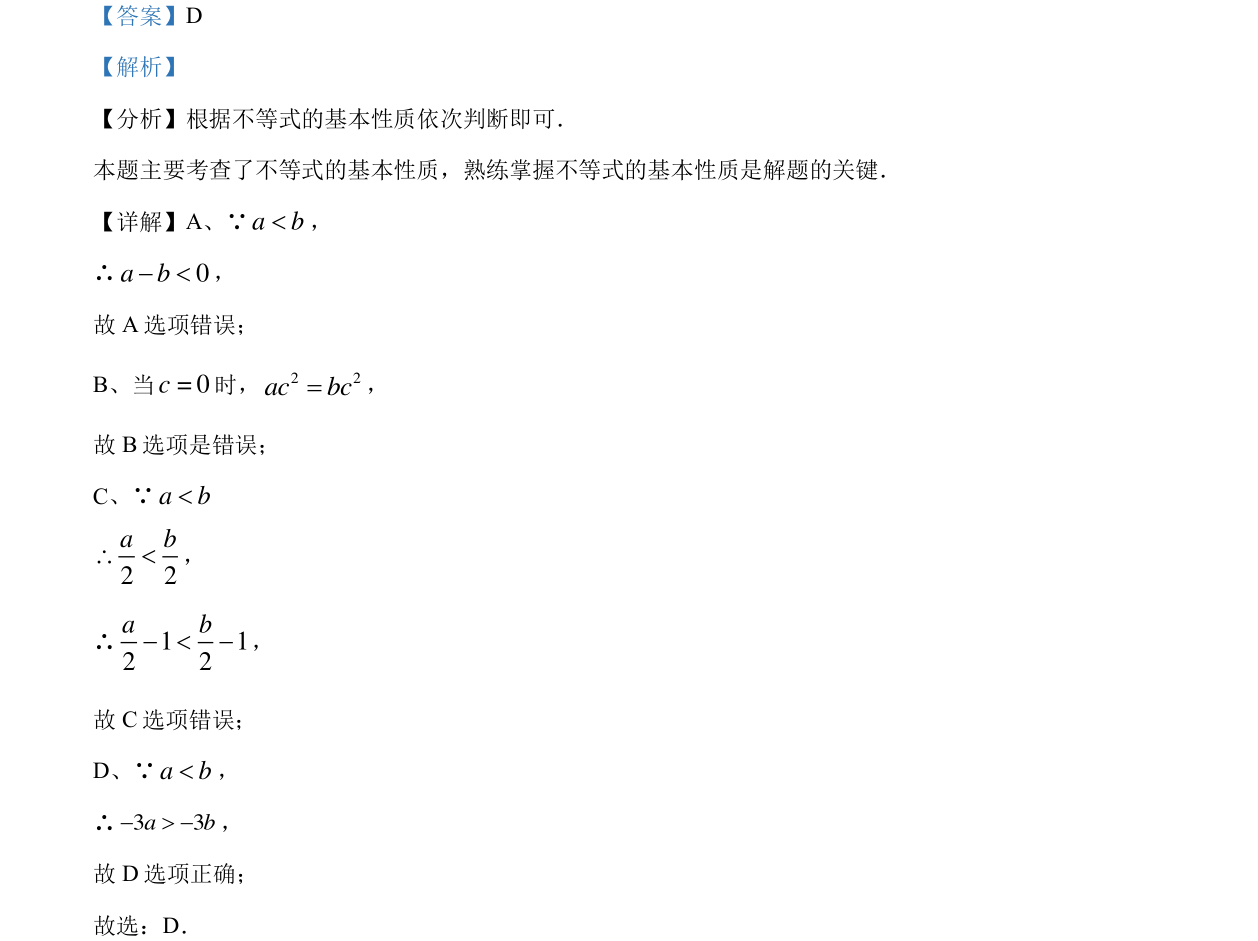 【答案】D
【解析】
【分析】根据不等式的基本性质依次判断即可．
本题主要考查了不等式的基本性质，熟练掌握不等式的基本性质是解题的关键．
【详解】A、∵a<b，
∴a−b<0，
故 A 选项错误；
B、当c=0时，ac²=bc²，
故 B 选项是错误；
C、∵a<b
∴a/2<b/2，
∴a/2−1<b/2−1，
故 C 选项错误；
D、∵a<b，
∴−3a>−3b，
故 D 选项正确；
故选：D．